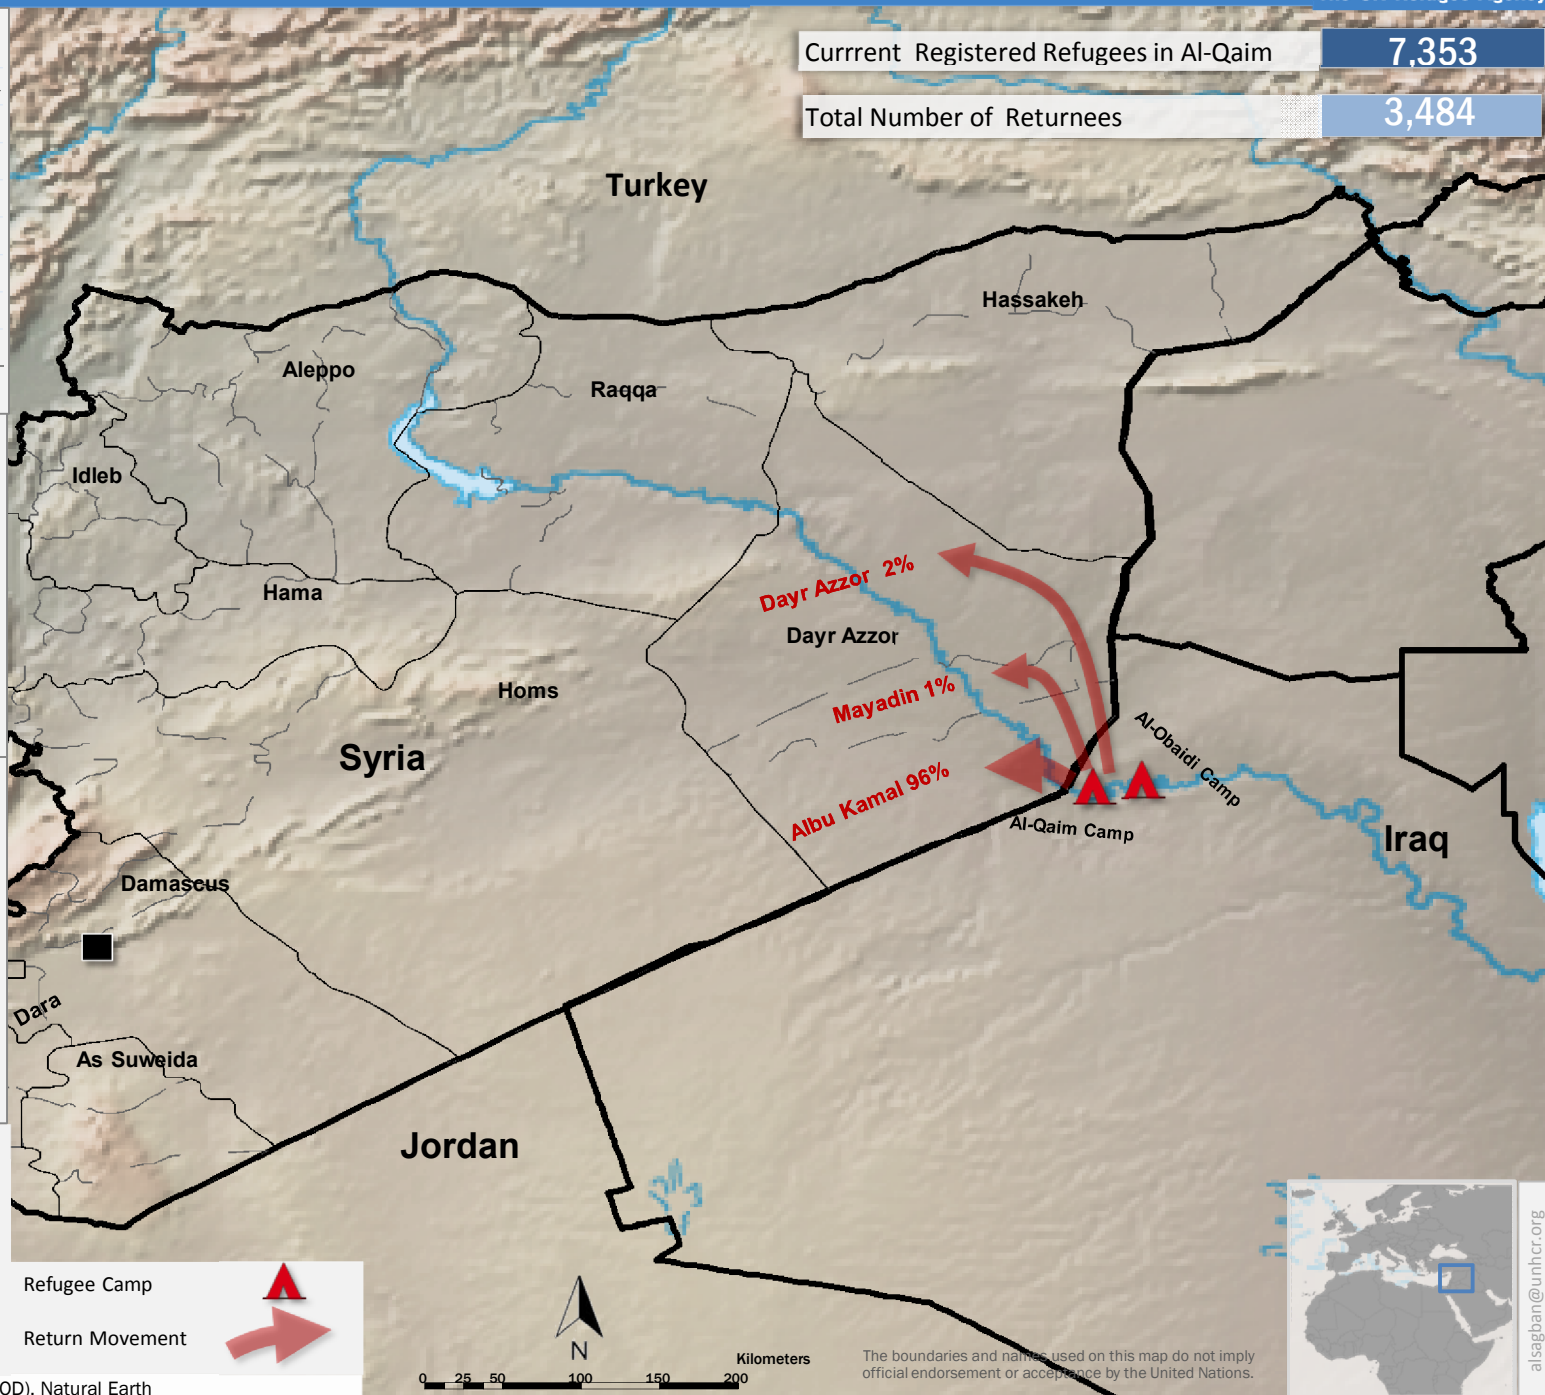 Currrent Registered Refugees in Al-Qaim
7,353
Total Number of Returnees
3,484
Turkey
Hassakeh
Aleppo
Raqqa
Idleb
Dayr Azzor 2%
Hama
Dayr Azzor
Mayadin 1%
Homs
Al-Obaidi Camp
Syria
Albu Kamal 96%
Al-Qaim Camp
Iraq
Damascus
Dara
As Suweida
Jordan
Refugee Camp
Return Movement
N
Kilometers
0 25 50 100 150 200
The boundaries and names used on this map do not imply
official endorsement or acceptance by the United Nations.
alsagban@unhcr.org
OD). Natural Earth